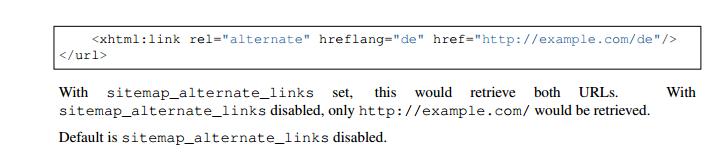 <xhtml:link rel="alternate" hreflang="de" href="http://example.com/de"/>
</url>
With sitemap_alternate_links set, this would retrieve both URLs. With
sitemap_alternate_links disabled, only http://example.com/ would be retrieved.
Default is sitemap_alternate_links disabled.